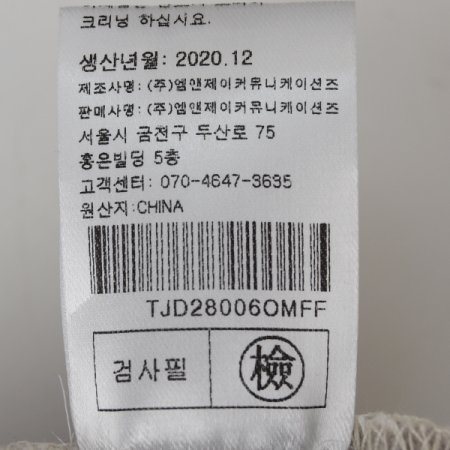 크리닝 하십시요.
생산년월: 2020.12
제조사명: (주)엠앤제이커뮤니케이션즈
판매사명: (주)엠앤제이커뮤니케이션즈
서울시 금천구 두산로 75
홍은빌딩 5층
고객센터: 070-4647-3635
원산지:CHINA
TJD28006OMFF
검사필 檢